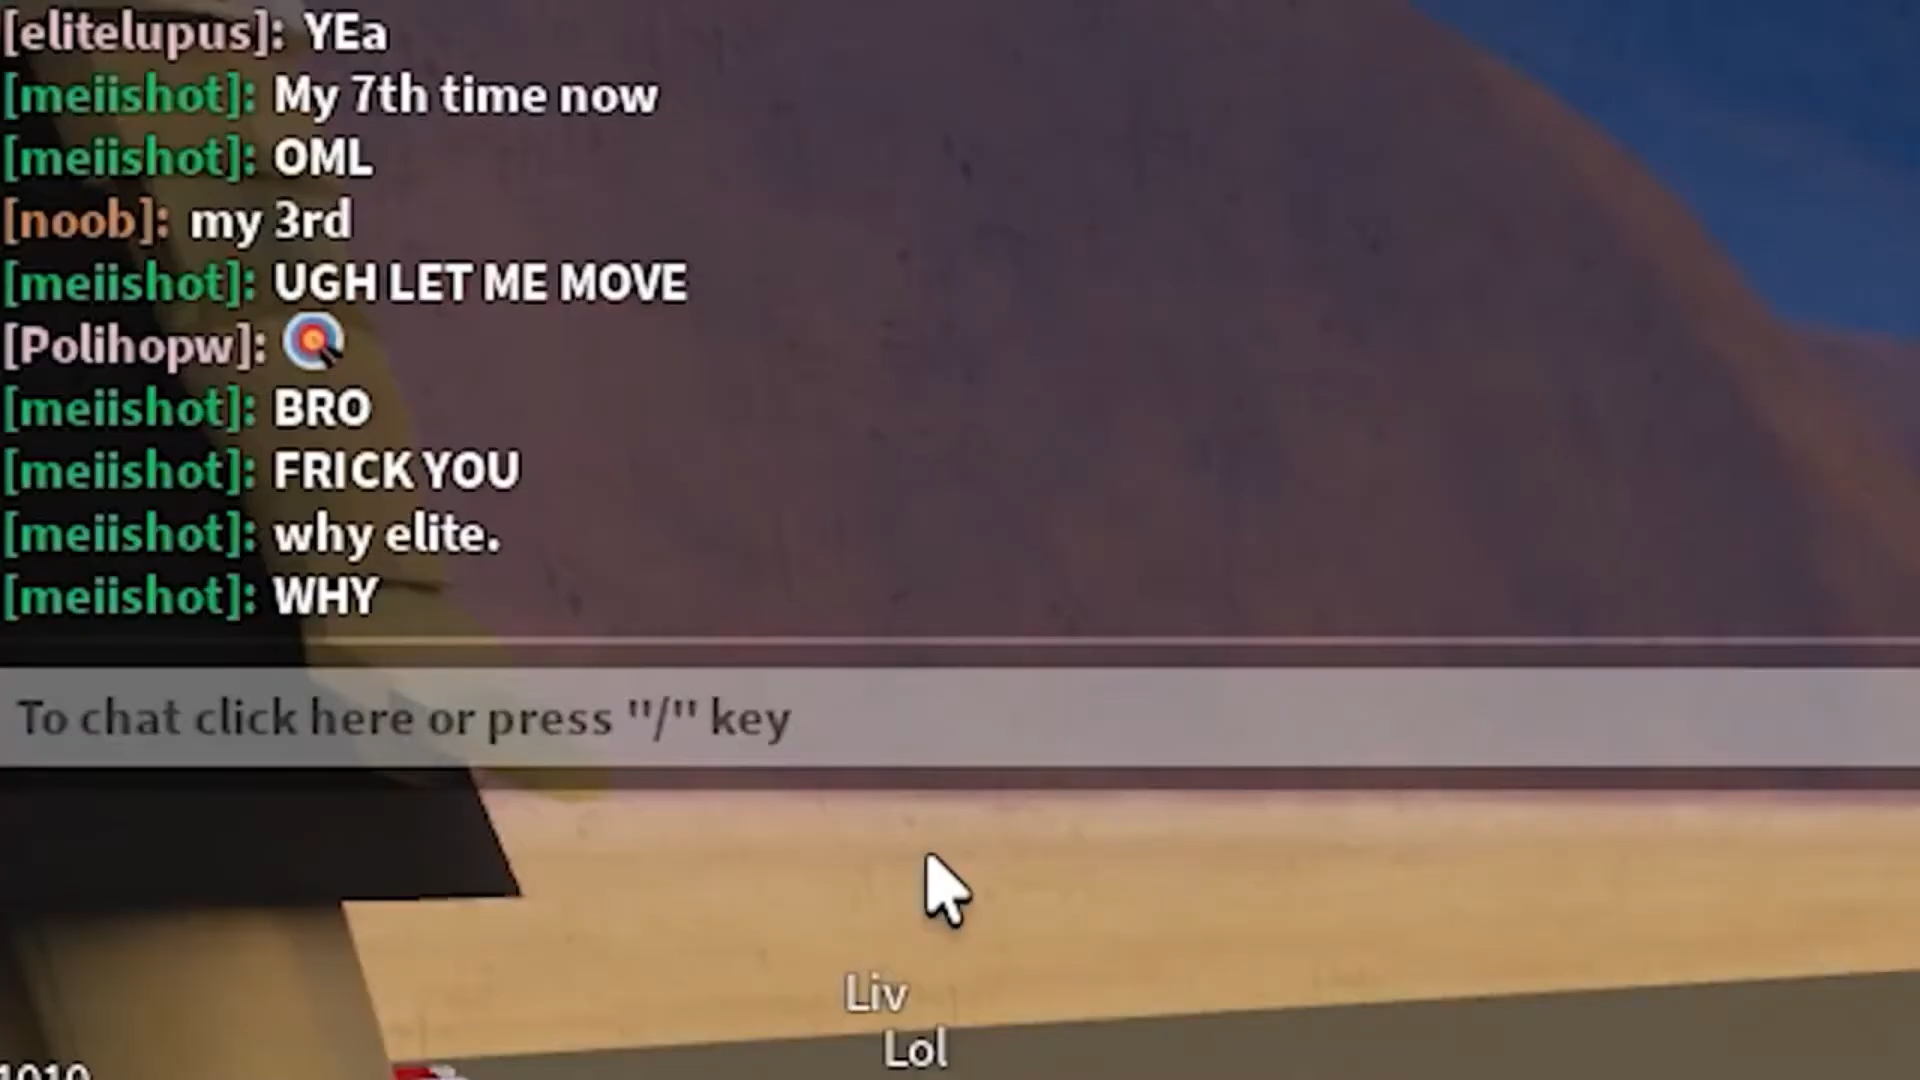 [elitelupus]: YEa
[meiishot]: My 7th time now
[meiishot]: OML
[noob]: my 3rd
[meiishot]: UGH LET ME MOVE
[Polihopw]: 🎯
[meiishot]: BRO
[meiishot]: FRICK YOU
[meiishot]: why elite.
[meiishot]: WHY
To chat click here or press "/" key
Liv
Lol